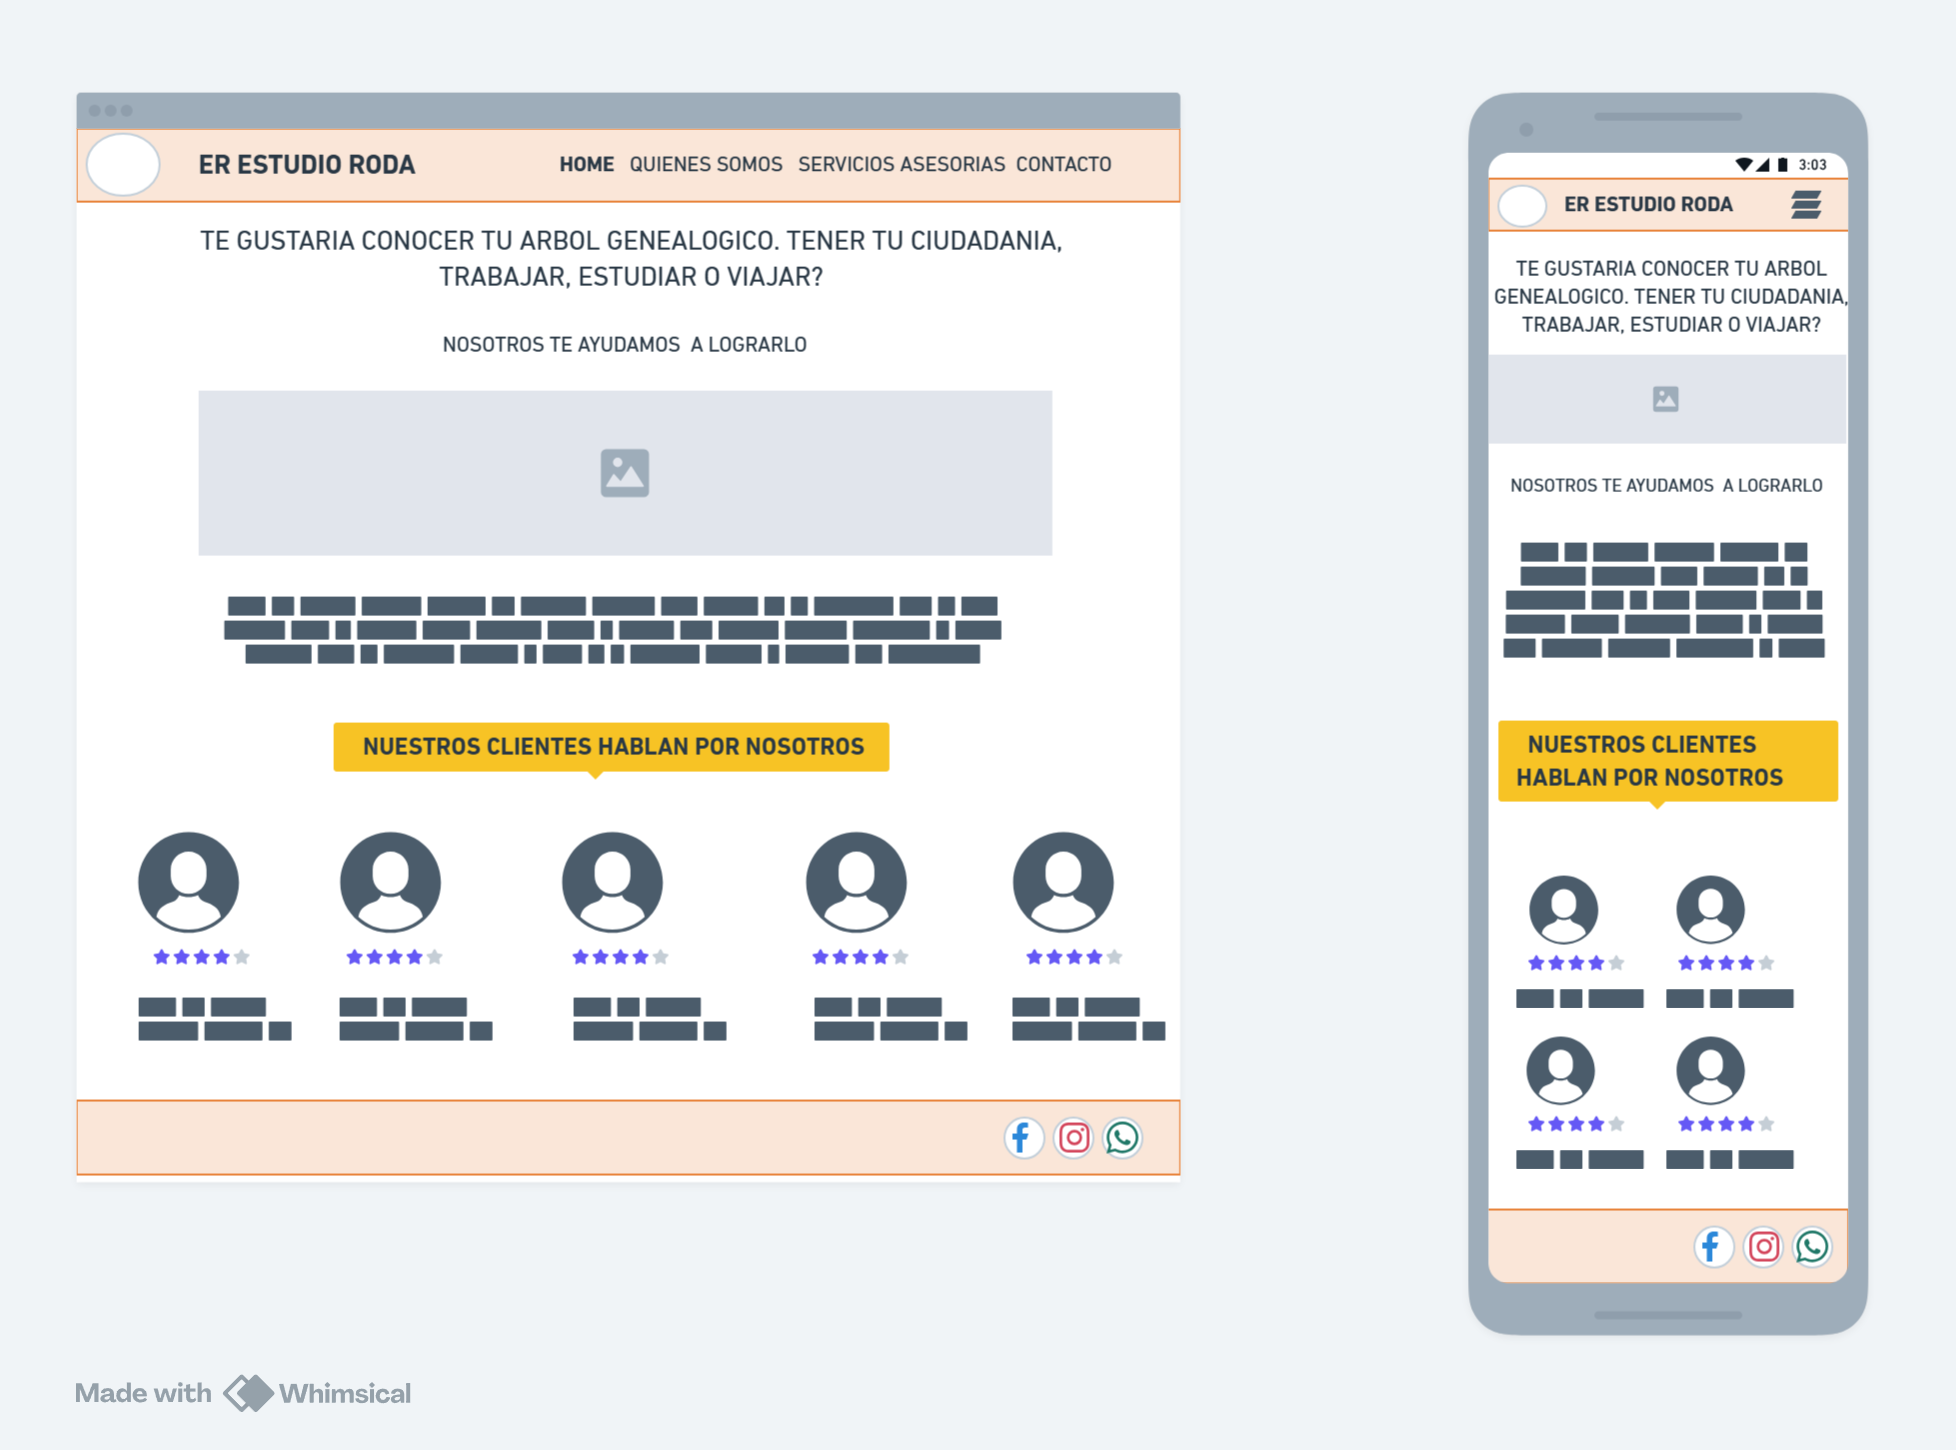 ER ESTUDIO RODA
HOME QUIENES SOMOS SERVICIOS ASESORIAS CONTACTO
TE GUSTARIA CONOCER TU ARBOL GENEALOGICO. TENER TU CIUDADANIA,
TRABAJAR, ESTUDIAR O VIAJAR?
NOSOTROS TE AYUDAMOS A LOGRARLO
NUESTROS CLIENTES HABLAN POR NOSOTROS
3:03
ER ESTUDIO RODA
TE GUSTARIA CONOCER TU ARBOL
GENEALOGICO. TENER TU CIUDADANIA,
TRABAJAR, ESTUDIAR O VIAJAR?
NOSOTROS TE AYUDAMOS A LOGRARLO
NUESTROS CLIENTES
HABLAN POR NOSOTROS
Made with Whimsical